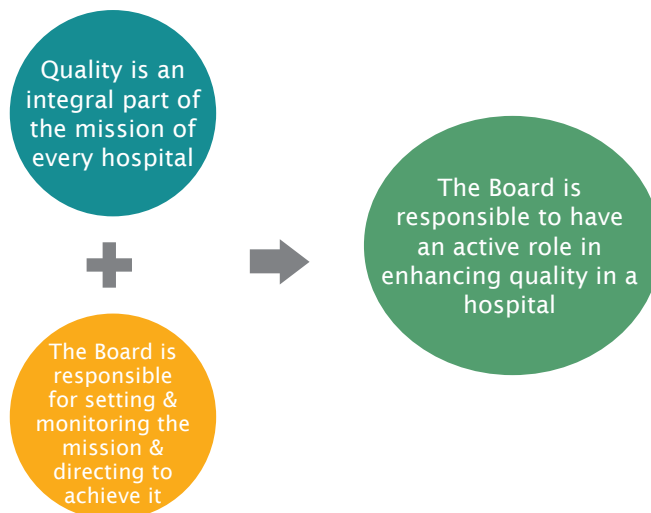 Quality is an
integral part of
the mission of
every hospital
The Board is
responsible
for setting &
monitoring the
mission &
directing to
achieve it
The Board is
responsible to have
an active role in
enhancing quality in a
hospital